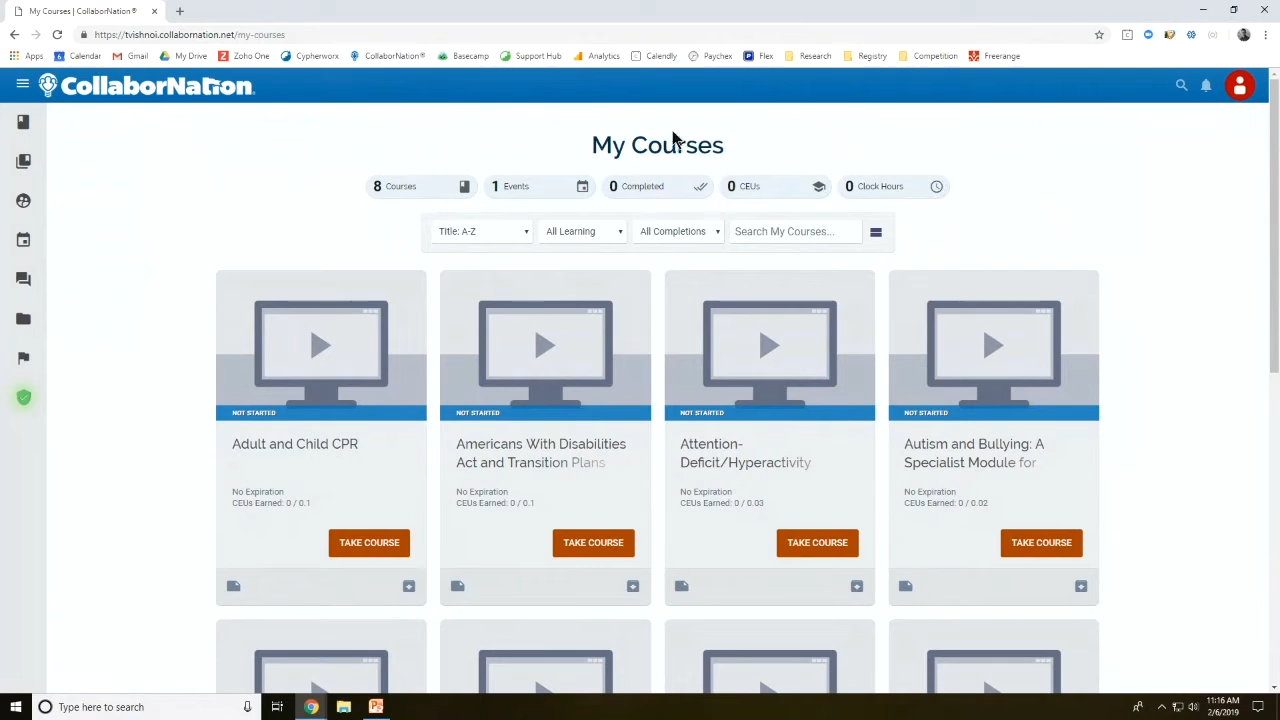 My Courses | CollaborNation®
https://tvishnoi.collabornation.net/my-courses
Apps Calendar Gmail My Drive Zoho One Cypherworx CollaborNation® Basecamp Support Hub Analytics Calendly Paychex Flex Research Registry Competition Freerange
CollaborNation.
My Courses
8 Courses 1 Events 0 Completed 0 CEUs 0 Clock Hours
Title: A-Z All Learning All Completions Search My Courses...
NOT STARTED NOT STARTED NOT STARTED NOT STARTED
Adult and Child CPR
Americans With Disabilities
Act and Transition Plans
Attention-
Deficit/Hyperactivity
Autism and Bullying: A
Specialist Module for
No Expiration No Expiration No Expiration No Expiration
CEUs Earned: 0 / 0.1 CEUs Earned: 0 / 0.1 CEUs Earned: 0 / 0.03 CEUs Earned: 0 / 0.02
TAKE COURSE TAKE COURSE TAKE COURSE TAKE COURSE
Type here to search
11:16 AM
2/6/2019